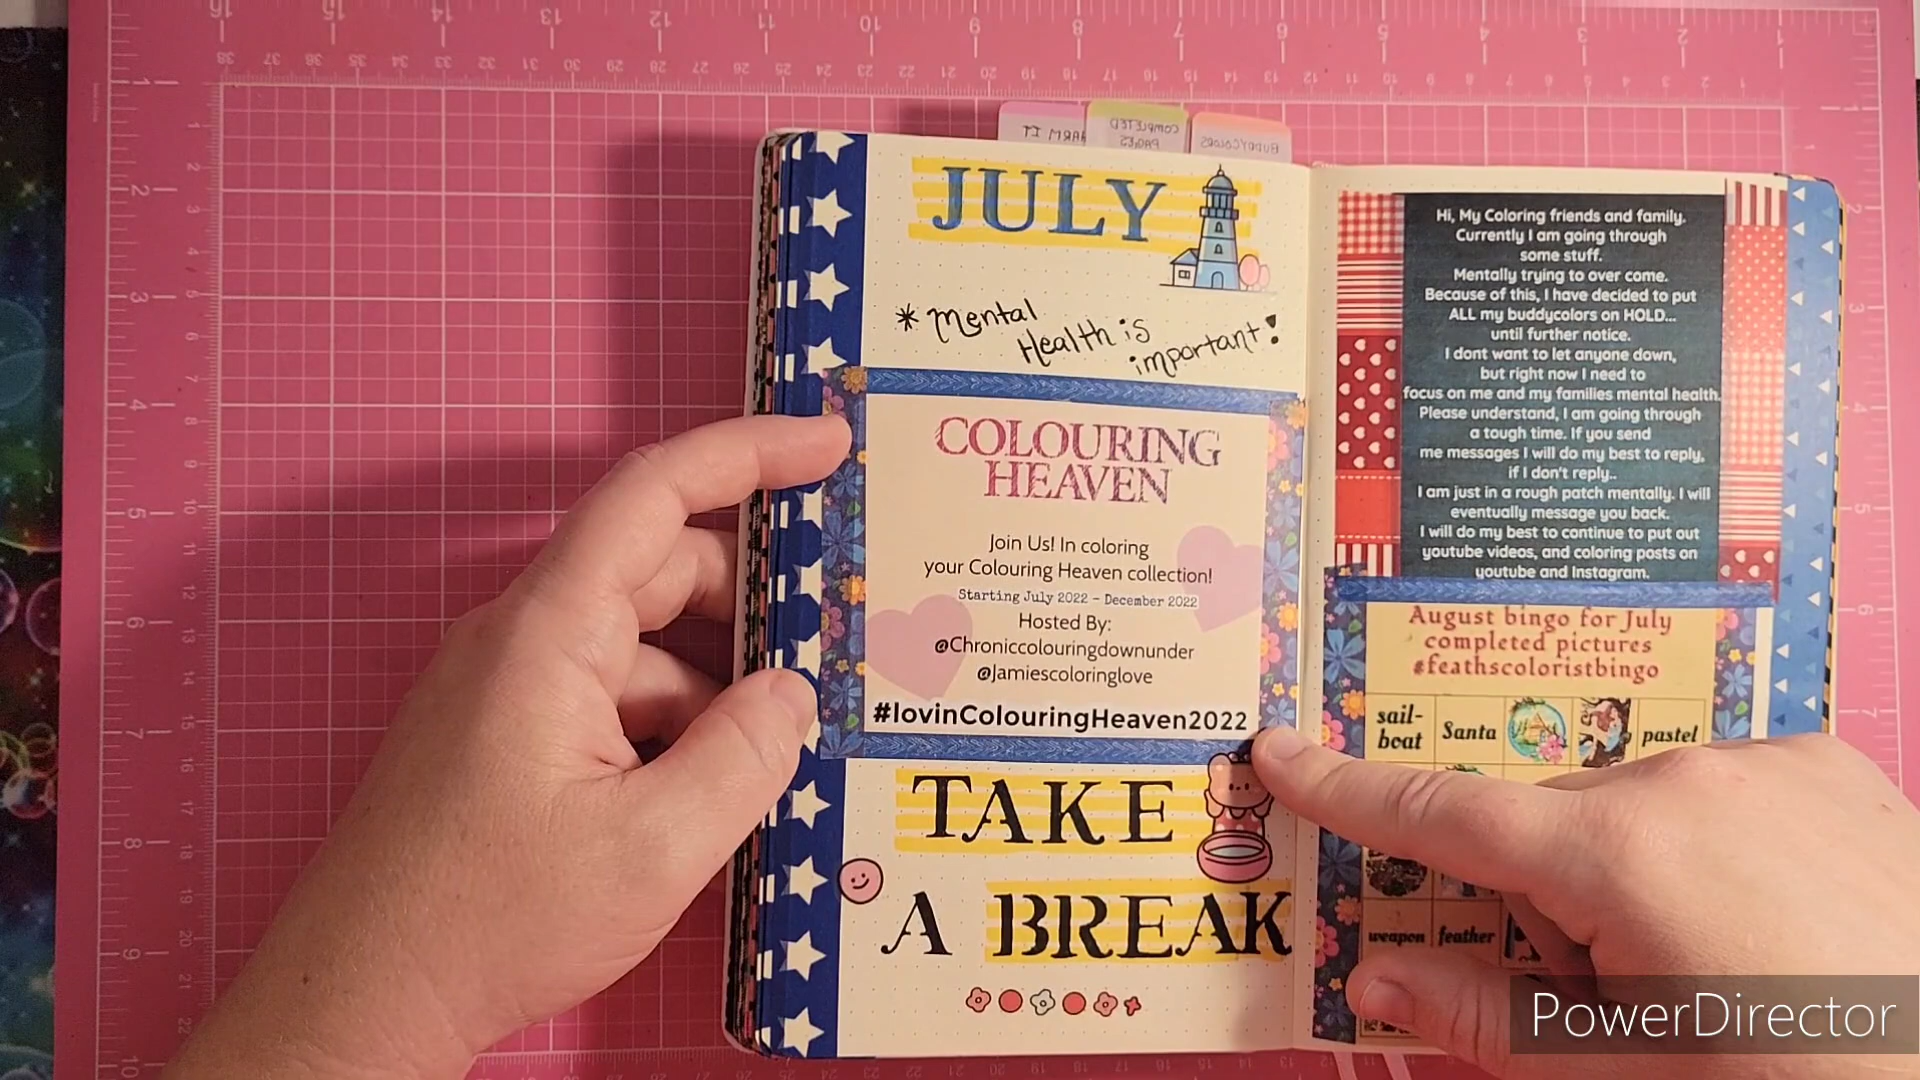 ARM IT
COMPLETED
PAGES
BUDDYCOLORS
JULY
*Mental
Health is
important!
COLOURING
HEAVEN
Join Us! In coloring
your Colouring Heaven collection!
Starting July 2022 - December 2022
Hosted By:
@Chroniccolouringdownunder
@Jamiescoloringlove
#lovinColouringHeaven2022
TAKE
A BREAK
Hi, My Coloring friends and family.
Currently I am going through
some stuff.
Mentally trying to over come.
Because of this, I have decided to put
ALL my buddycolors on HOLD...
until further notice.
I dont want to let anyone down,
but right now I need to
focus on me and my families mental health.
Please understand, I am going through
a tough time. If you send
me messages I will do my best to reply,
if I don't reply..
I am just in a rough patch mentally. I will
eventually message you back.
I will do my best to continue to put out
youtube videos, and coloring posts on
youtube and Instagram.
August bingo for July
completed pictures
#feathscoloristbingo
sail-
boat Santa pastel
weapon feather
PowerDirector